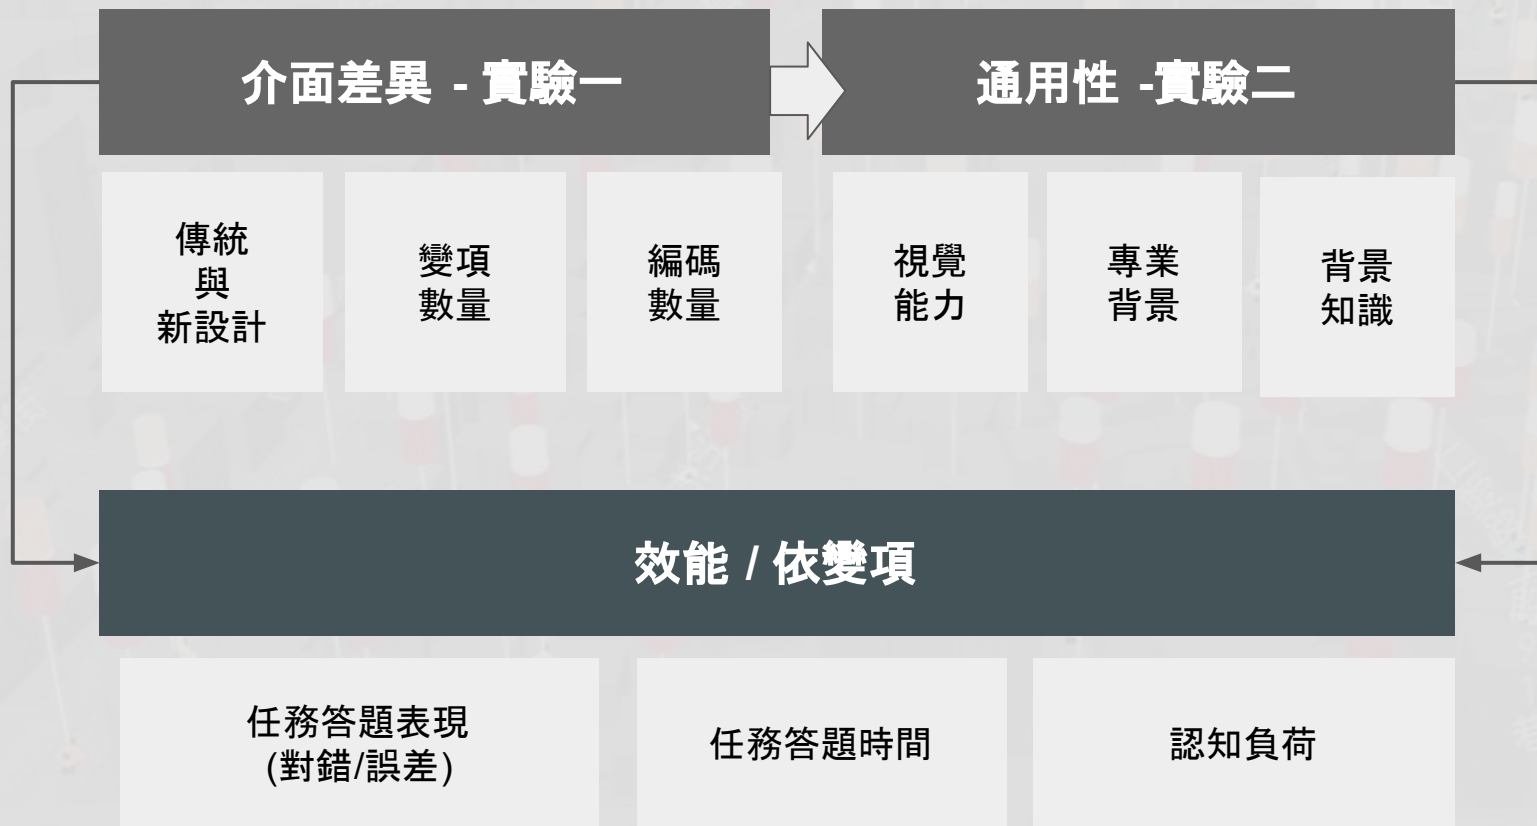 介面差異 - 實驗一
通用性 -實驗二
傳統
與
新設計
變項
數量
編碼
數量
視覺
能力
專業
背景
背景
知識
效能 / 依變項
任務答題表現
(對錯/誤差)
任務答題時間
認知負荷